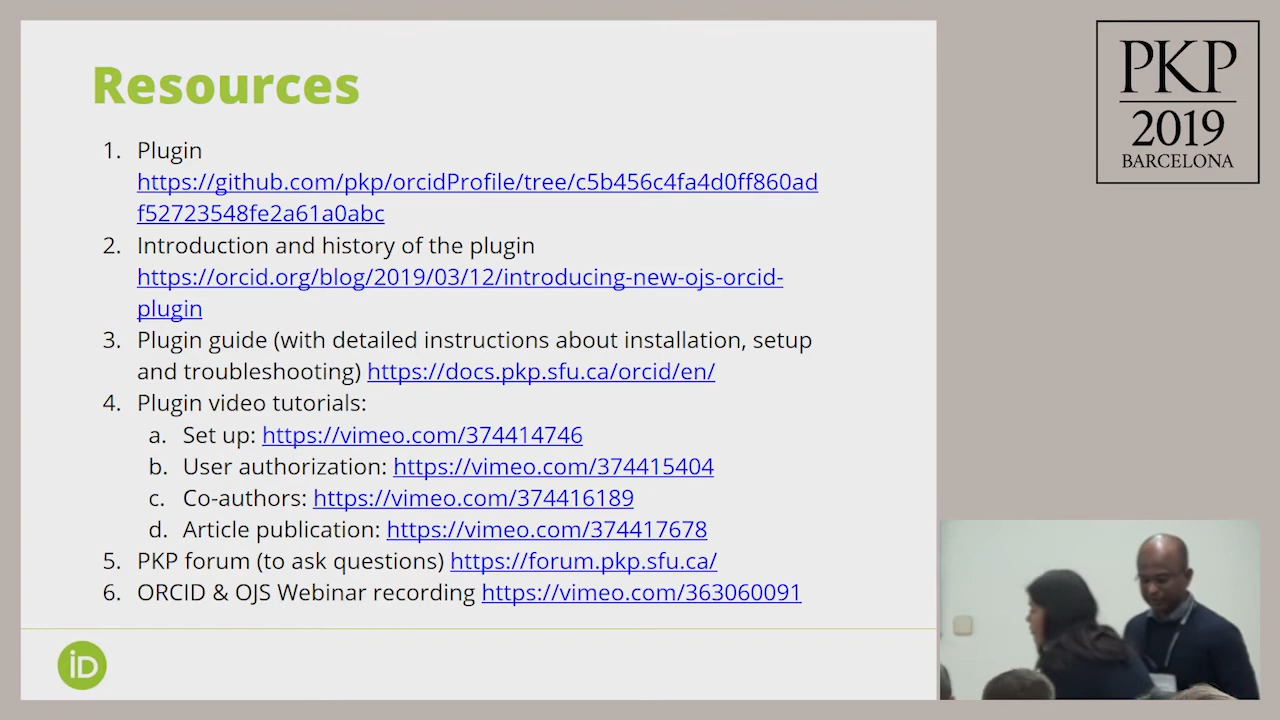 Resources
1. Plugin
https://github.com/pkp/orcidProfile/tree/c5b456c4fa4d0ff860ad
f52723548fe2a61a0abc
2. Introduction and history of the plugin
https://orcid.org/blog/2019/03/12/introducing-new-ojs-orcid-
plugin
3. Plugin guide (with detailed instructions about installation, setup
and troubleshooting) https://docs.pkp.sfu.ca/orcid/en/
4. Plugin video tutorials:
a. Set up: https://vimeo.com/374414746
b. User authorization: https://vimeo.com/374415404
c. Co-authors: https://vimeo.com/374416189
d. Article publication: https://vimeo.com/374417678
5. PKP forum (to ask questions) https://forum.pkp.sfu.ca/
6. ORCID & OJS Webinar recording https://vimeo.com/363060091
iD
PKP
2019
BARCELONA